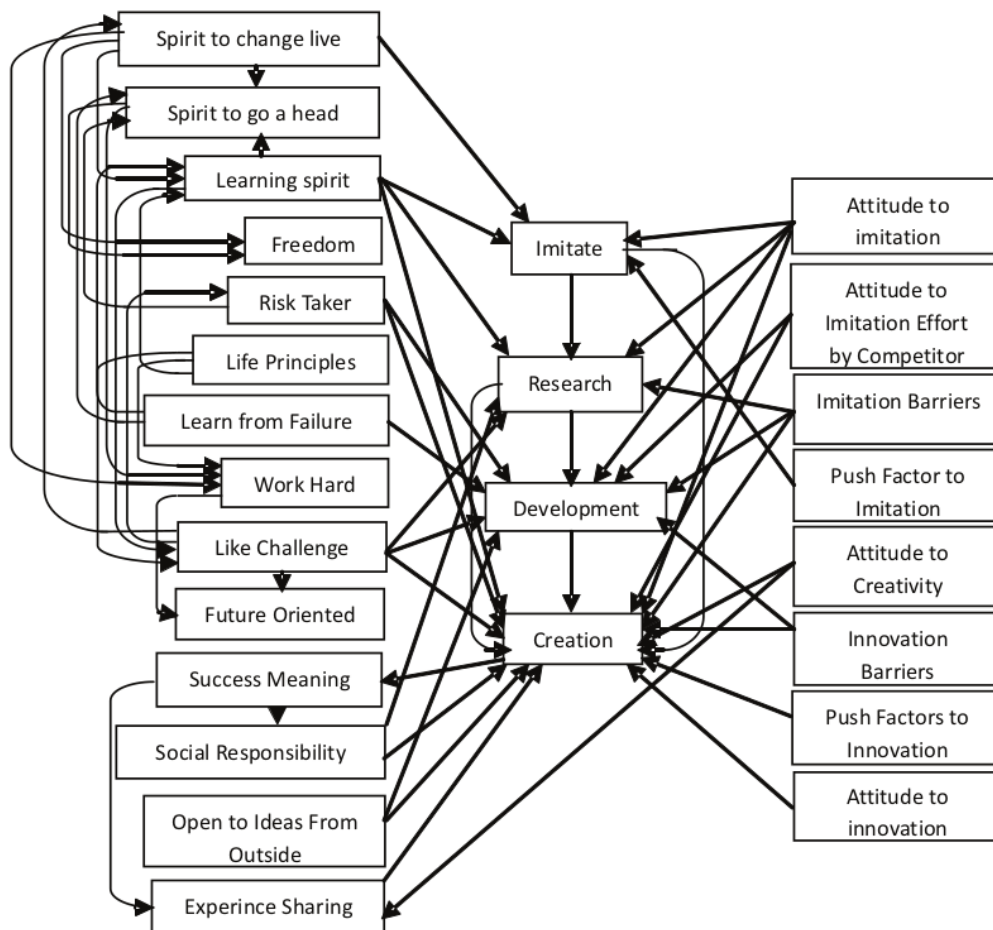 Spirit to change live
Spirit to go a head
Learning spirit
Freedom
Risk Taker
Life Principles
Learn from Failure
Work Hard
Like Challenge
Future Oriented
Success Meaning
Social Responsibility
Open to Ideas From
Outside
Experince Sharing
Imitate
Research
Development
Creation
Attitude to
imitation
Attitude to
Imitation Effort
by Competitor
Imitation Barriers
Push Factor to
Imitation
Attitude to
Creativity
Innovation
Barriers
Push Factors to
Innovation
Attitude to
innovation